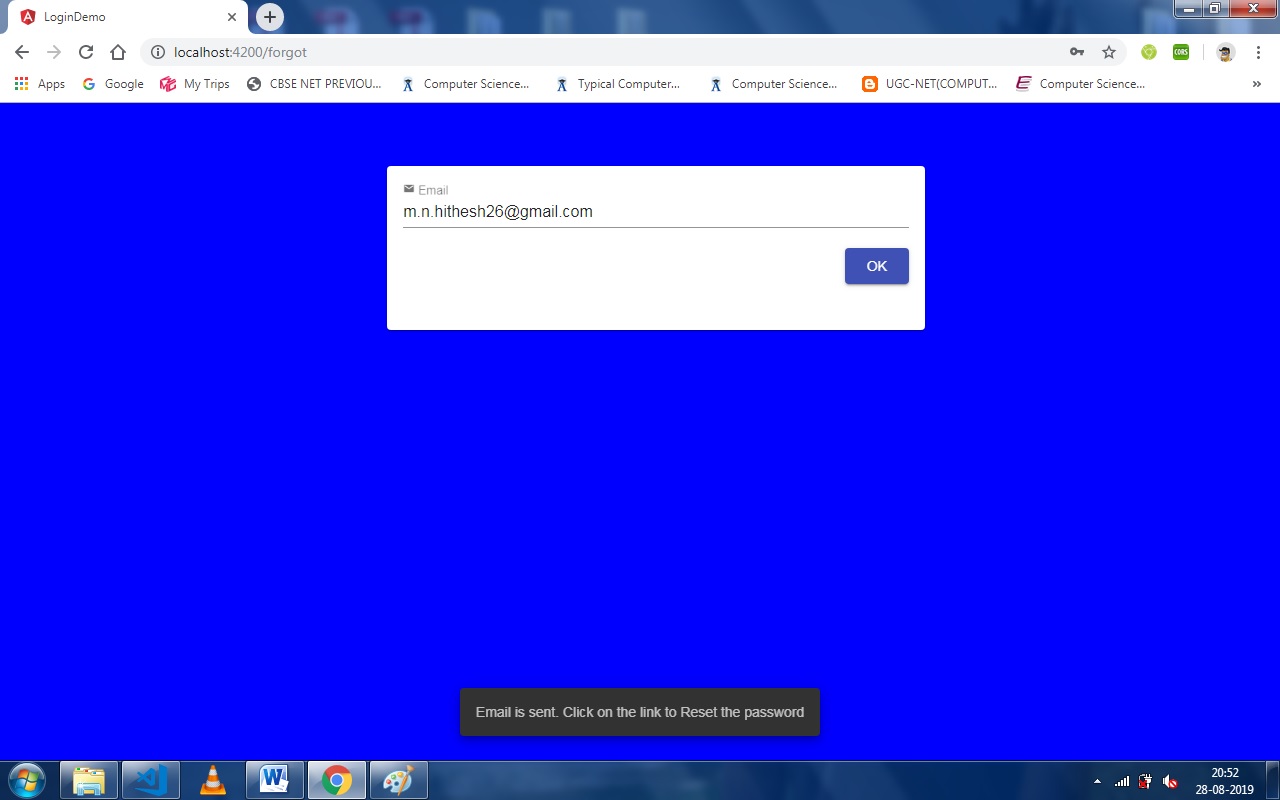 LoginDemo
localhost:4200/forgot
CORS
Apps
Google
My Trips
CBSE NET PREVIOU...
Computer Science...
Typical Computer...
Computer Science...
UGC-NET(COMPUT...
Computer Science...
»
Email
m.n.hithesh26@gmail.com
OK
Email is sent. Click on the link to Reset the password
20:52
28-08-2019